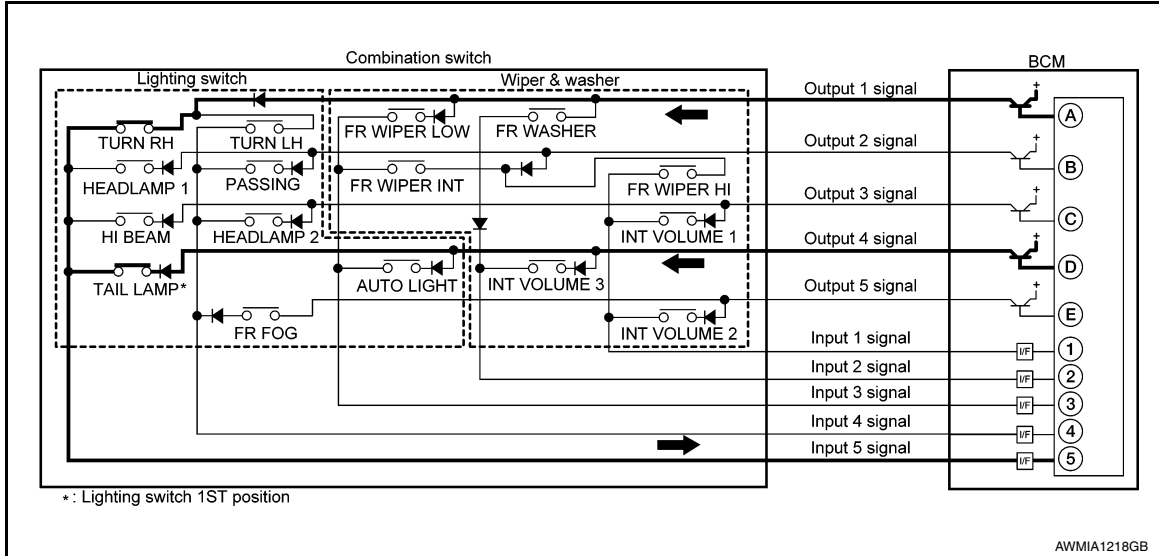 Combination switch
BCM
Lighting switch
Wiper & washer
Output 1 signal
+
A
TURN RH
TURN LH
FR WIPER LOW
FR WASHER
Output 2 signal
+
B
HEADLAMP 1
PASSING
FR WIPER INT
FR WIPER HI
Output 3 signal
+
C
HI BEAM
HEADLAMP 2
INT VOLUME 1
Output 4 signal
+
D
TAIL LAMP*
AUTO LIGHT
INT VOLUME 3
Output 5 signal
+
E
FR FOG
INT VOLUME 2
Input 1 signal
I/F
1
Input 2 signal
I/F
2
Input 3 signal
I/F
3
Input 4 signal
I/F
4
Input 5 signal
I/F
5
* : Lighting switch 1ST position
AWMIA1218GB